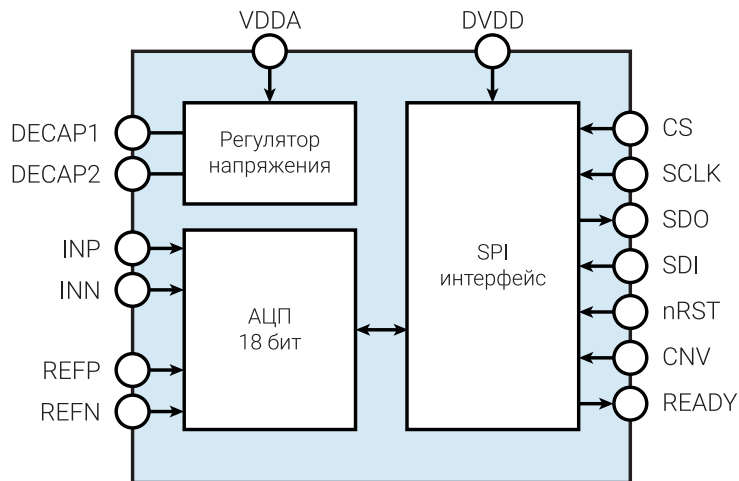 VDDA
DVDD
DECAP1
DECAP2
Регулятор
напряжения
CS
SCLK
SDO
SDI
nRST
CNV
READY
INP
INN
REFP
REFN
АЦП
18 бит
SPI
интерфейс